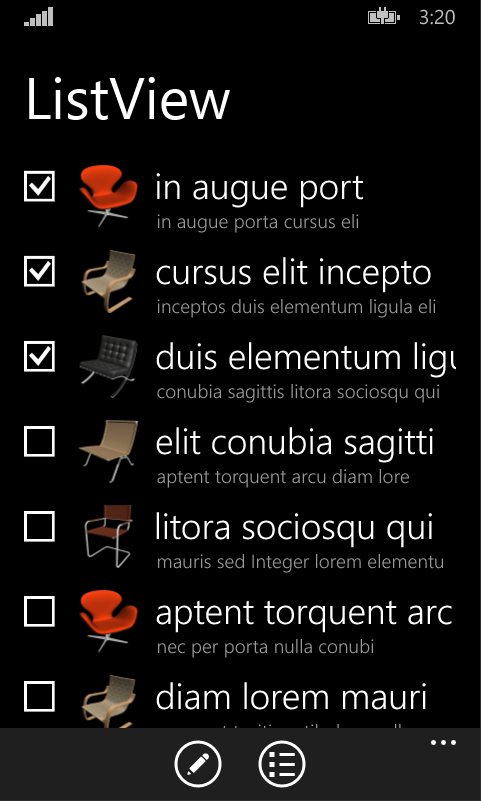 3:20
ListView
in augue port
in augue porta cursus eli
cursus elit incepto
inceptos duis elementum ligula eli
duis elementum ligu
conubia sagittis litora sociosqu qui
elit conubia sagitti
aptent torquent arcu diam lore
litora sociosqu qui
mauris sed Integer lorem elementu
aptent torquent arc
nec per porta nulla conubi
diam lorem mauri